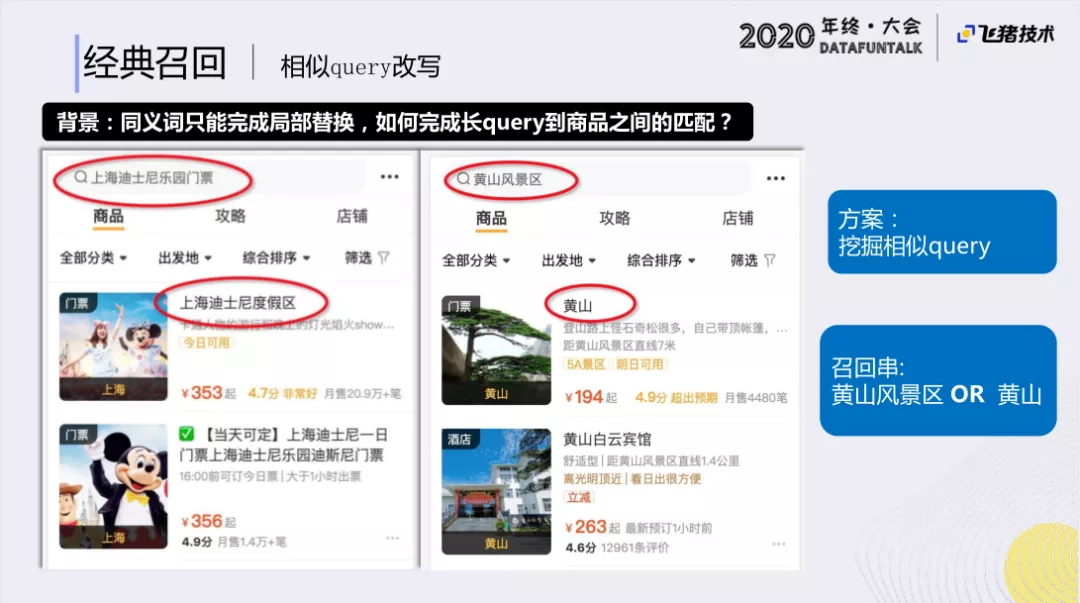 经典召回
相似query改写
2020 年终·大会
DATAFUNTALK
飞猪技术
背景：同义词只能完成局部替换，如何完成长query到商品之间的匹配？
上海迪士尼乐园门票
商品 攻略 店铺
全部分类 出发地 综合排序 筛选
门票
上海迪士尼度假区
卡通人物的游行和晚上的灯光焰火show...
今日可用
上海
¥353起 4.7分 非常好 月售20.9万+笔
门票
【当天可定】上海迪士尼一日
门票上海迪士尼乐园迪斯尼门票
16:00前可订今日票|大于1小时出票
¥356起
上海
4.9分 月售1.4万+笔
黄山风景区
商品 攻略 店铺
全部分类 出发地 综合排序 筛选
门票
黄山
登山路上怪石奇松很多，自己带顶帐篷，...
距黄山风景区直线7米
5A景区 明日可用
黄山
¥194起 4.9分 超出预期 月售4480笔
酒店
黄山白云宾馆
舒适型|距黄山风景区直线1.4公里
离光明顶近|看日出很方便
立减
¥263起 最新预订1小时前
黄山
4.6分 12961条评价
方案：
挖掘相似query
召回串:
黄山风景区 OR 黄山